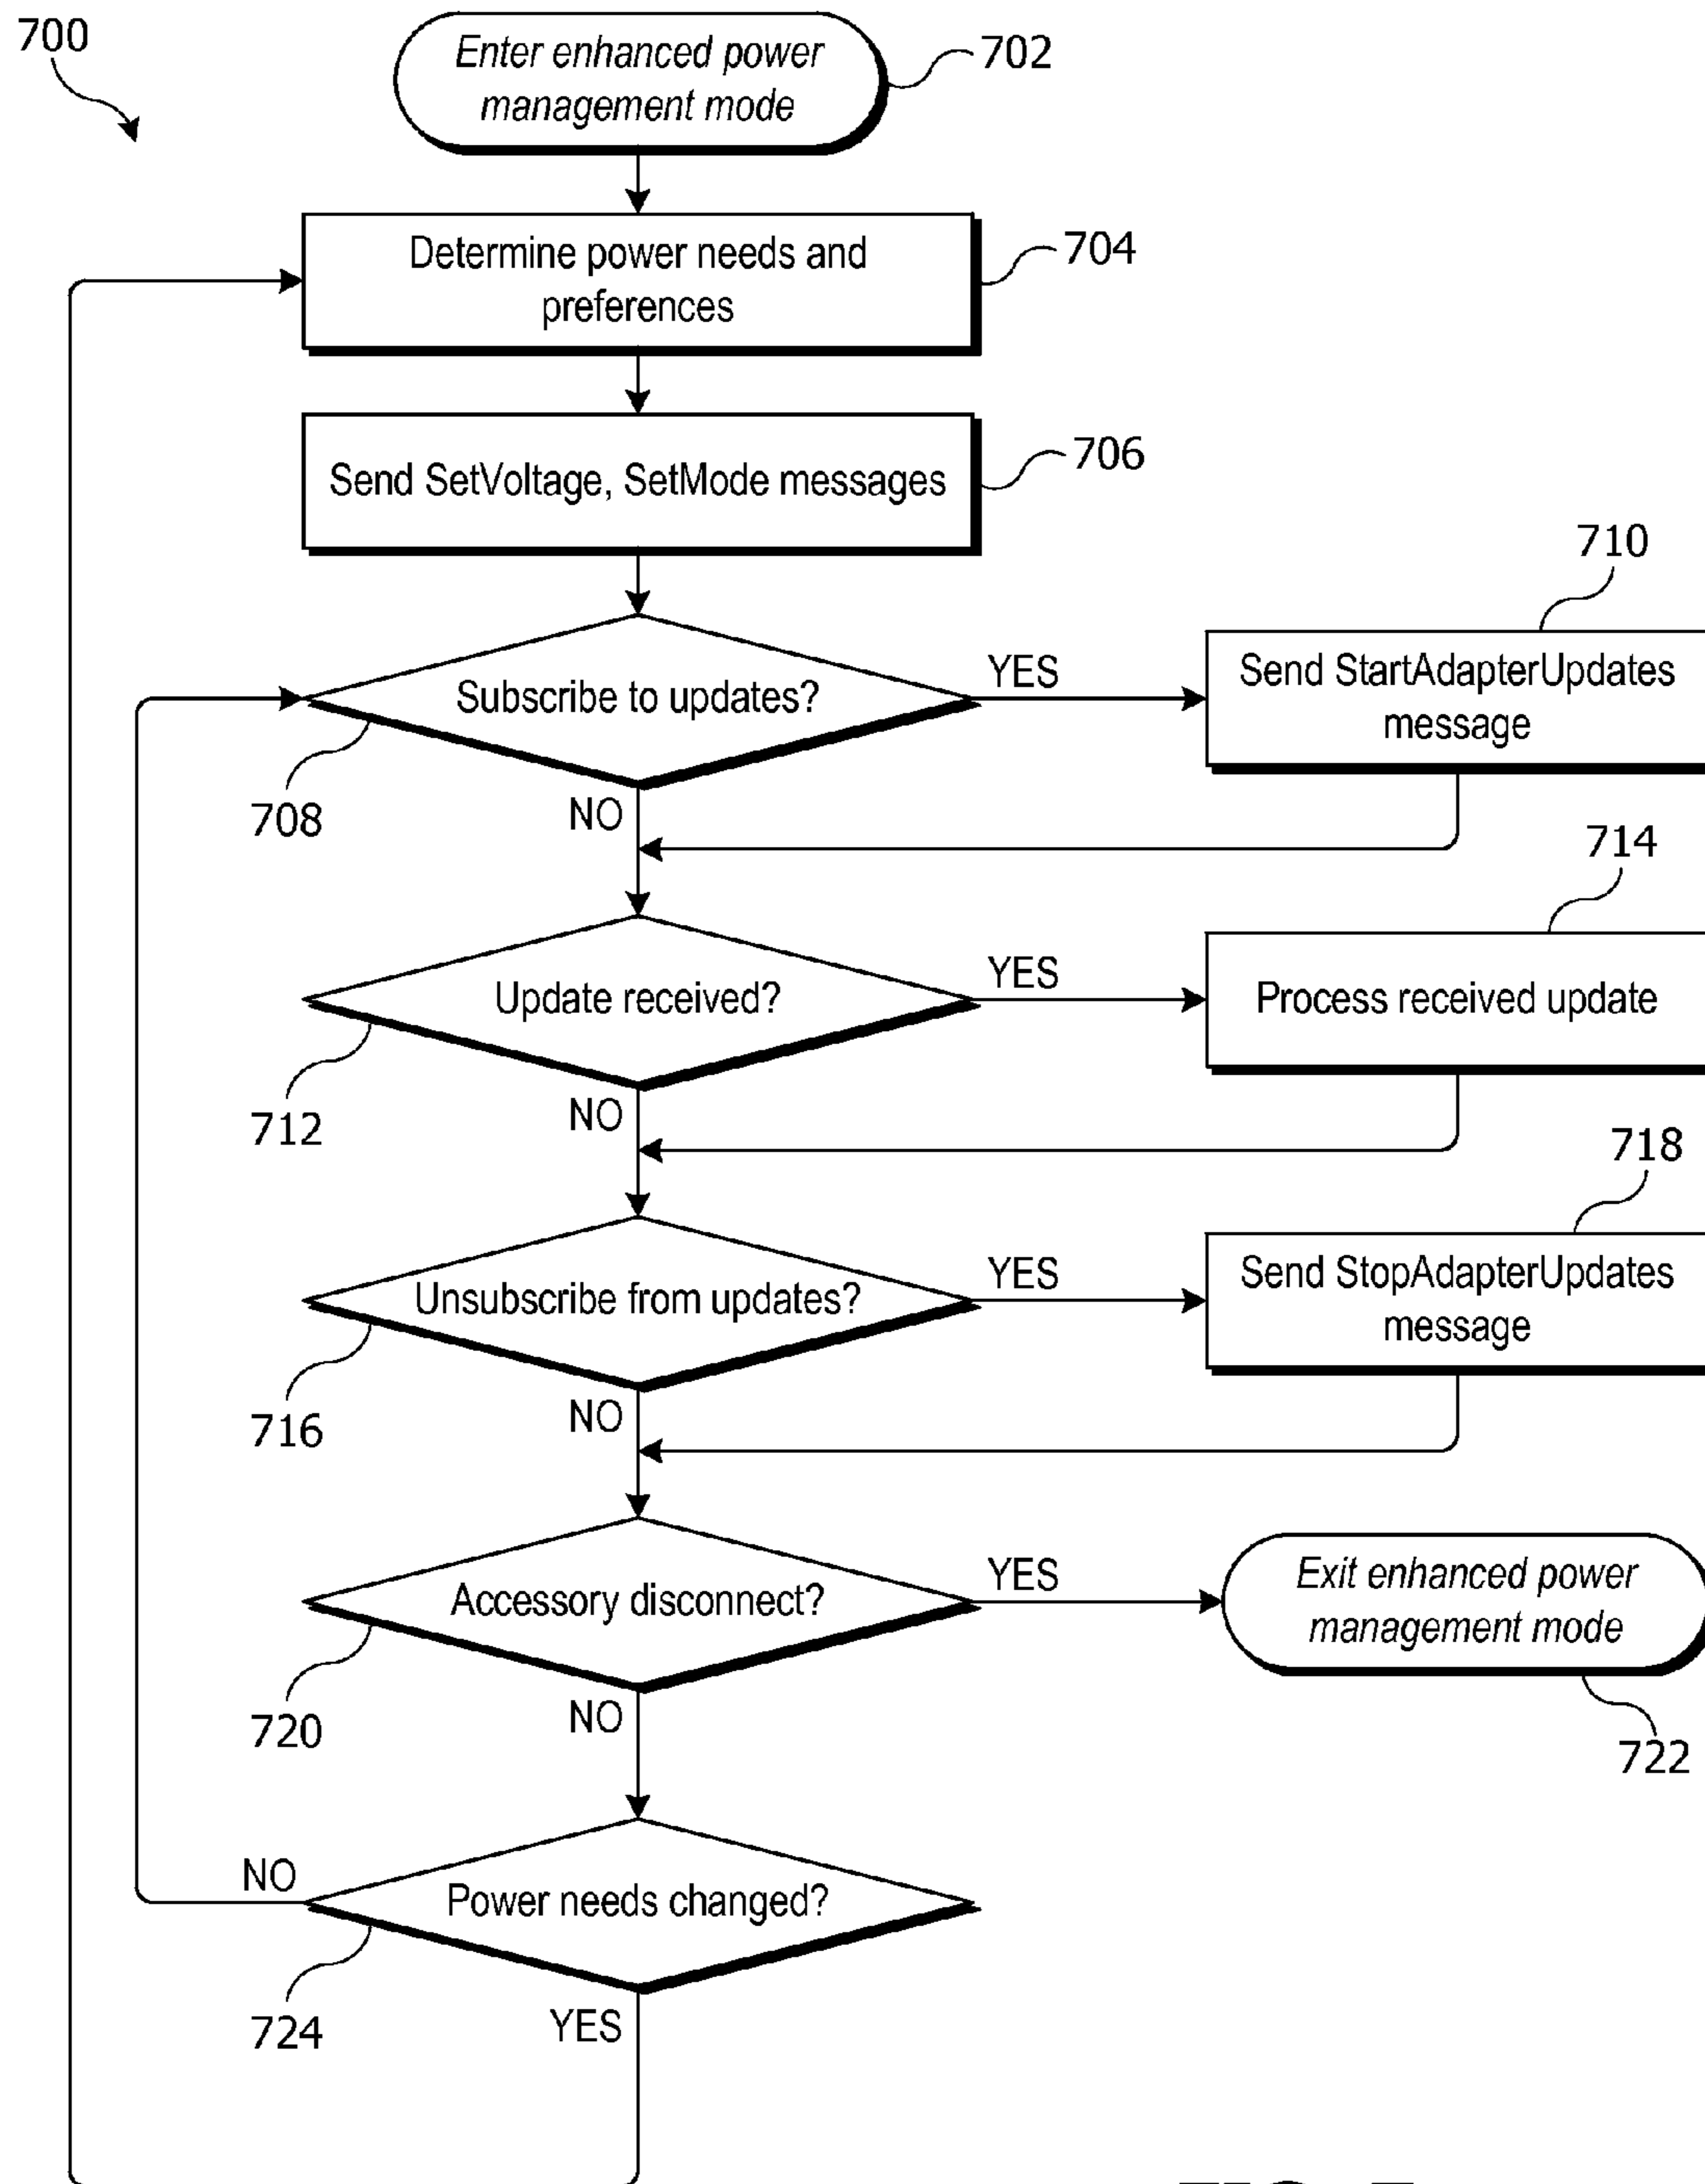 700
Enter enhanced power
management mode
702
Determine power needs and
preferences
704
Send SetVoltage, SetMode messages
706
Subscribe to updates?
708
YES
NO
710
Send StartAdapterUpdates
message
Update received?
712
YES
NO
714
Process received update
Unsubscribe from updates?
716
YES
NO
718
Send StopAdapterUpdates
message
Accessory disconnect?
720
YES
NO
Exit enhanced power
management mode
722
Power needs changed?
724
NO
YES